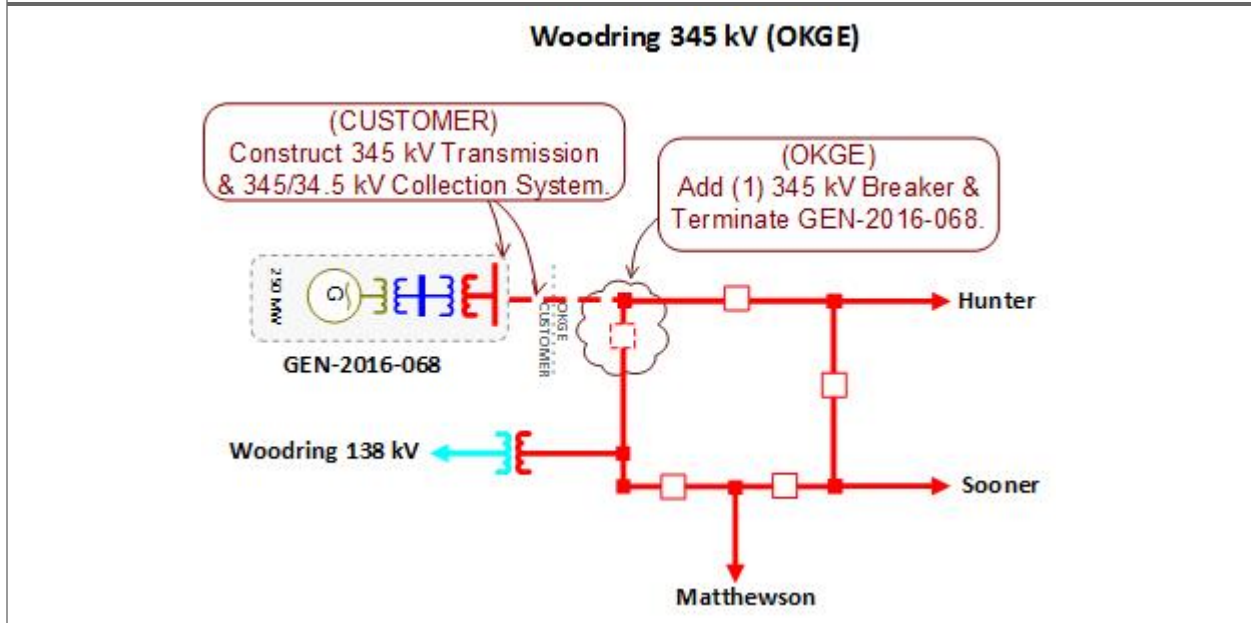 Woodring 345 kV (OKGE)
(CUSTOMER)
Construct 345 kV Transmission
& 345/34.5 kV Collection System.
(OKGE)
Add (1) 345 kV Breaker &
Terminate GEN-2016-068.
250 MW
G
OKGE
CUSTOMER
Hunter
GEN-2016-068
Woodring 138 kV
Sooner
Matthewson